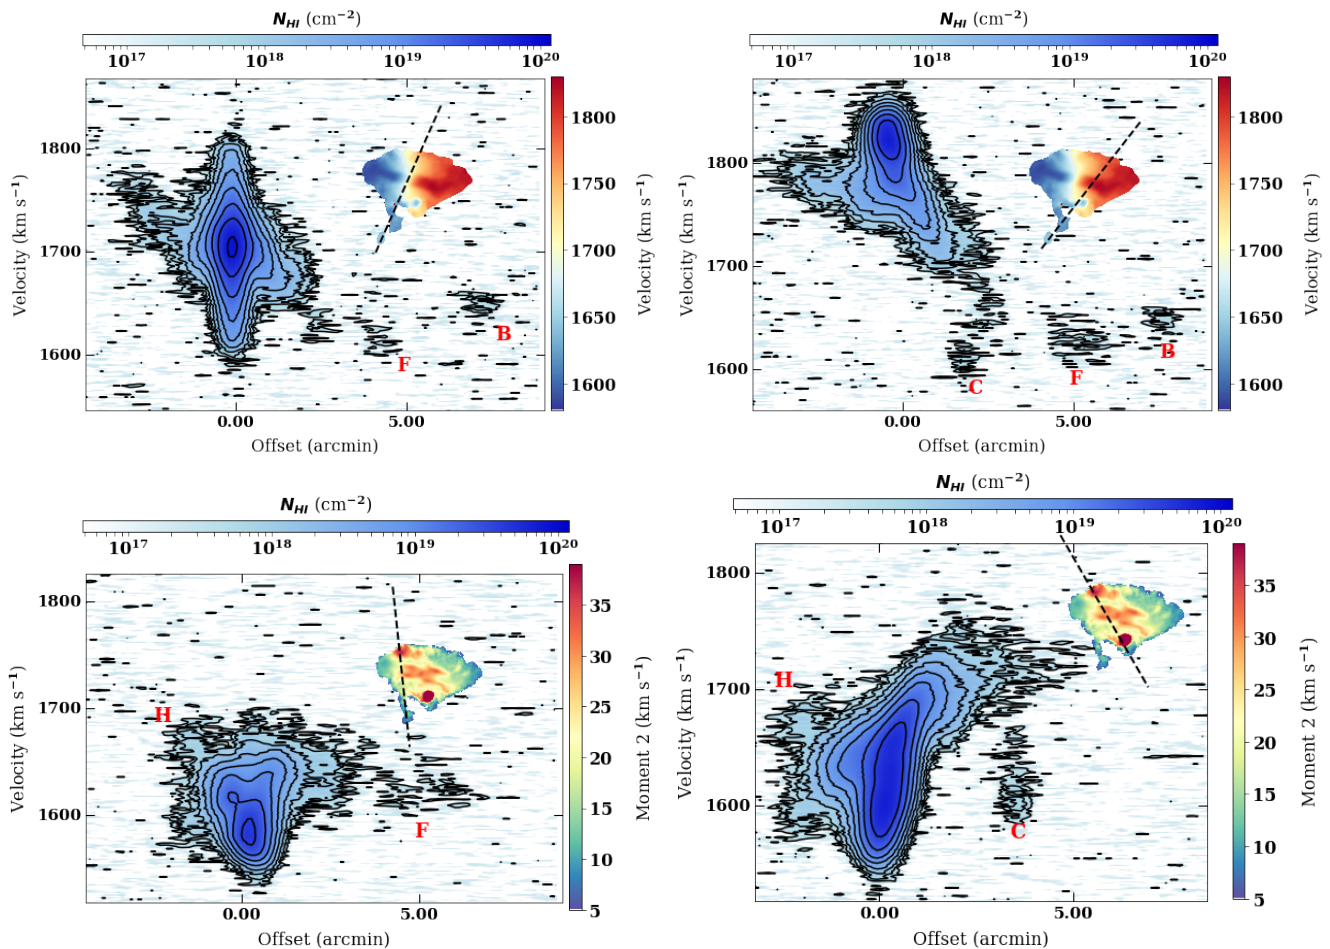 N_HI (cm⁻²)
10¹⁷ 10¹⁸ 10¹⁹ 10²⁰
Velocity (km s⁻¹)
1800
1700
1600
F
B
0.00 5.00
Offset (arcmin)
1800
1750
1700
1650
1600
Velocity (km s⁻¹)
N_HI (cm⁻²)
10¹⁷ 10¹⁸ 10¹⁹ 10²⁰
Velocity (km s⁻¹)
1800
1700
1600
C
F
B
0.00 5.00
Offset (arcmin)
1800
1750
1700
1650
1600
Velocity (km s⁻¹)
N_HI (cm⁻²)
10¹⁷ 10¹⁸ 10¹⁹ 10²⁰
Velocity (km s⁻¹)
1800
1700
1600
H
F
0.00 5.00
Offset (arcmin)
35
30
25
20
15
10
5
Moment 2 (km s⁻¹)
N_HI (cm⁻²)
10¹⁷ 10¹⁸ 10¹⁹ 10²⁰
Velocity (km s⁻¹)
1800
1700
1600
H
C
0.00 5.00
Offset (arcmin)
35
30
25
20
15
10
5
Moment 2 (km s⁻¹)